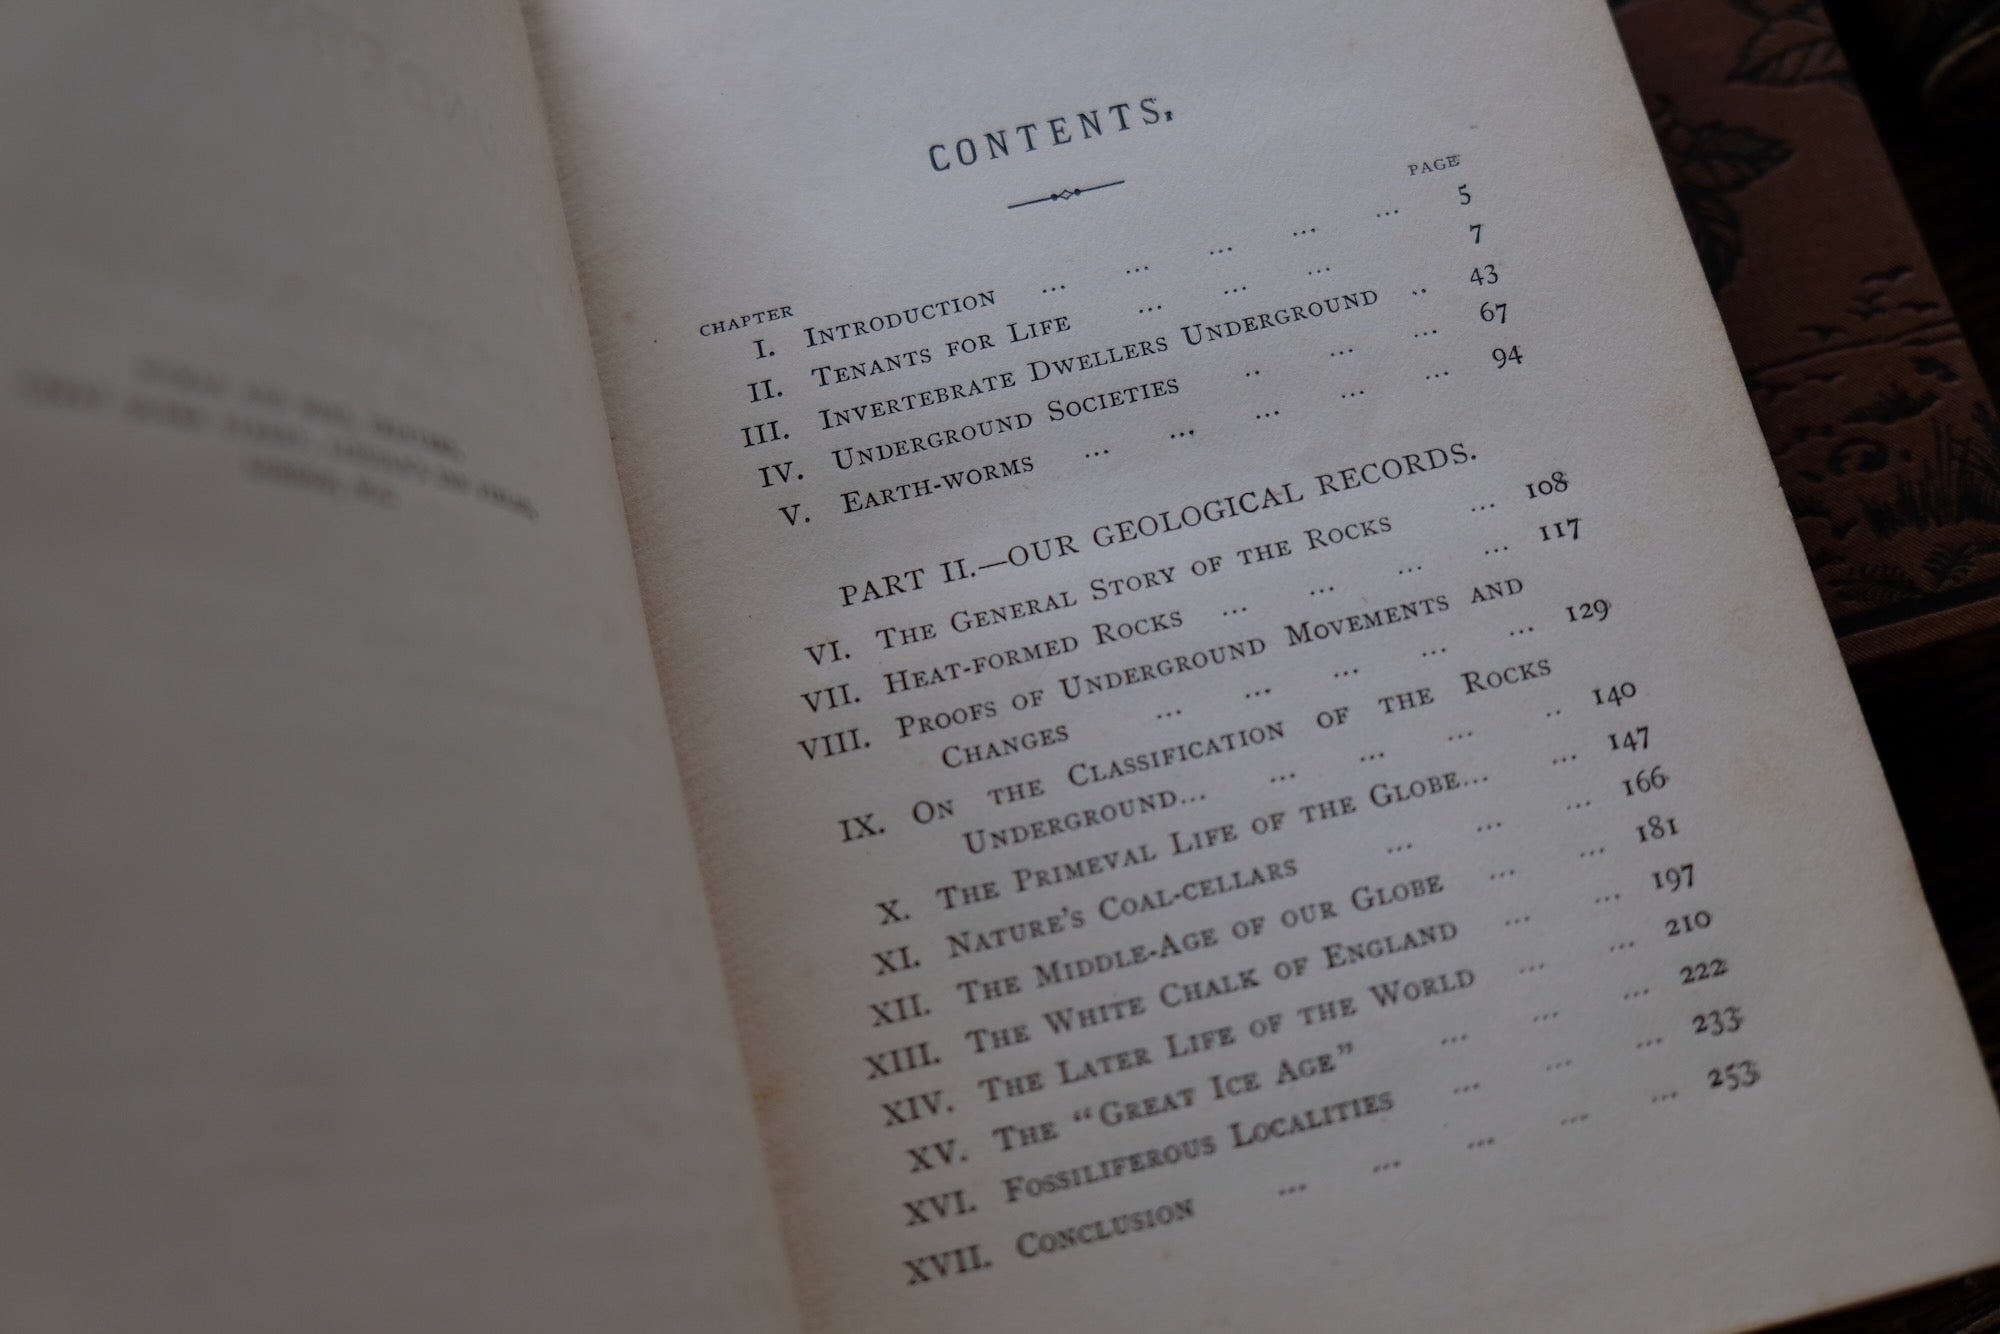 CONTENTS.
PAGE
CHAPTER
I. INTRODUCTION ... ... ... ... ... 5
II. TENANTS FOR LIFE ... ... ... 7
III. INVERTEBRATE DWELLERS UNDERGROUND .. 43
IV. UNDERGROUND SOCIETIES .. ... ... 67
V. EARTH-WORMS ... ... ... ... ... 94
PART II.—OUR GEOLOGICAL RECORDS.
VI. THE GENERAL STORY OF THE ROCKS ... 108
VII. HEAT-FORMED ROCKS ... ... ... ... 117
VIII. PROOFS OF UNDERGROUND MOVEMENTS AND
CHANGES ... ... ... ... ... 129
IX. ON THE CLASSIFICATION OF THE ROCKS
UNDERGROUND... ... ... ... .. 140
X. THE PRIMEVAL LIFE OF THE GLOBE... ... 147
XI. NATURE'S COAL-CELLARS ... ... ... 166
XII. THE MIDDLE-AGE OF OUR GLOBE ... ... 181
XIII. THE WHITE CHALK OF ENGLAND ... ... 197
XIV. THE LATER LIFE OF THE WORLD ... ... 210
XV. THE "GREAT ICE AGE" ... ... ... 222
XVI. FOSSILIFEROUS LOCALITIES ... ... ... 233
XVII. CONCLUSION ... ... ... ... ... 253